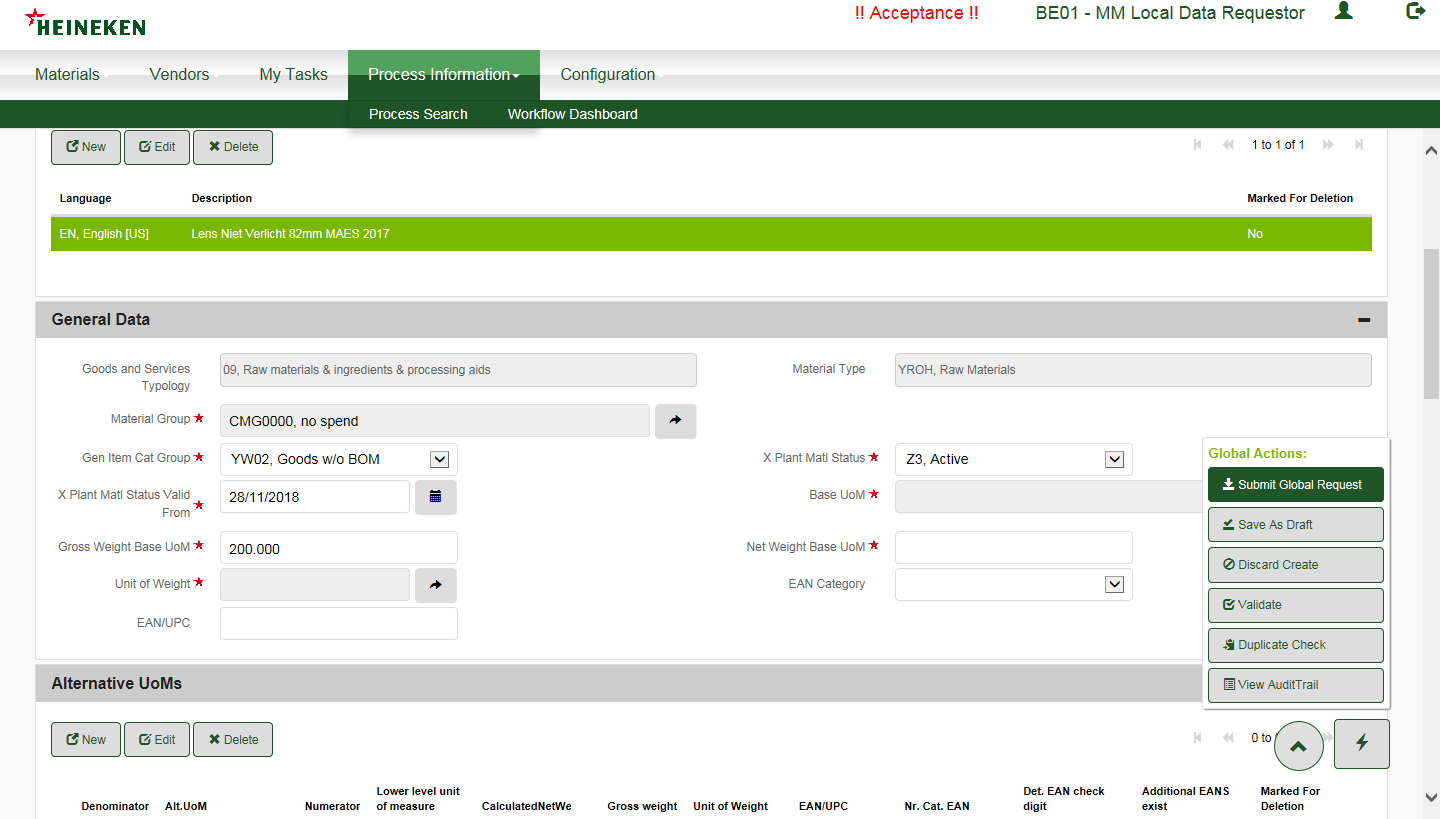 HEINEKEN
!! Acceptance !!
BE01 - MM Local Data Requestor
Materials
Vendors
My Tasks
Process Information
Configuration
Process Search
Workflow Dashboard
New
Edit
Delete
1 to 1 of 1
Language
Description
Marked For Deletion
EN, English [US]
Lens Niet Verlicht 82mm MAES 2017
No
General Data
Goods and Services
Typology
09, Raw materials & ingredients & processing aids
Material Type
YROH, Raw Materials
Material Group
CMG0000, no spend
Gen Item Cat Group
YW02, Goods w/o BOM
X Plant Matl Status
Z3, Active
X Plant Matl Status Valid
From
28/11/2018
Base UoM
Gross Weight Base UoM
200.000
Net Weight Base UoM
Unit of Weight
EAN Category
EAN/UPC
Global Actions:
Submit Global Request
Save As Draft
Discard Create
Validate
Duplicate Check
View AuditTrail
Alternative UoMs
New
Edit
Delete
0 to
Denominator
Alt.UoM
Numerator
Lower level unit
of measure
CalculatedNetWe
Gross weight
Unit of Weight
EAN/UPC
Nr. Cat. EAN
Det. EAN check
digit
Additional EANS
exist
Marked For
Deletion